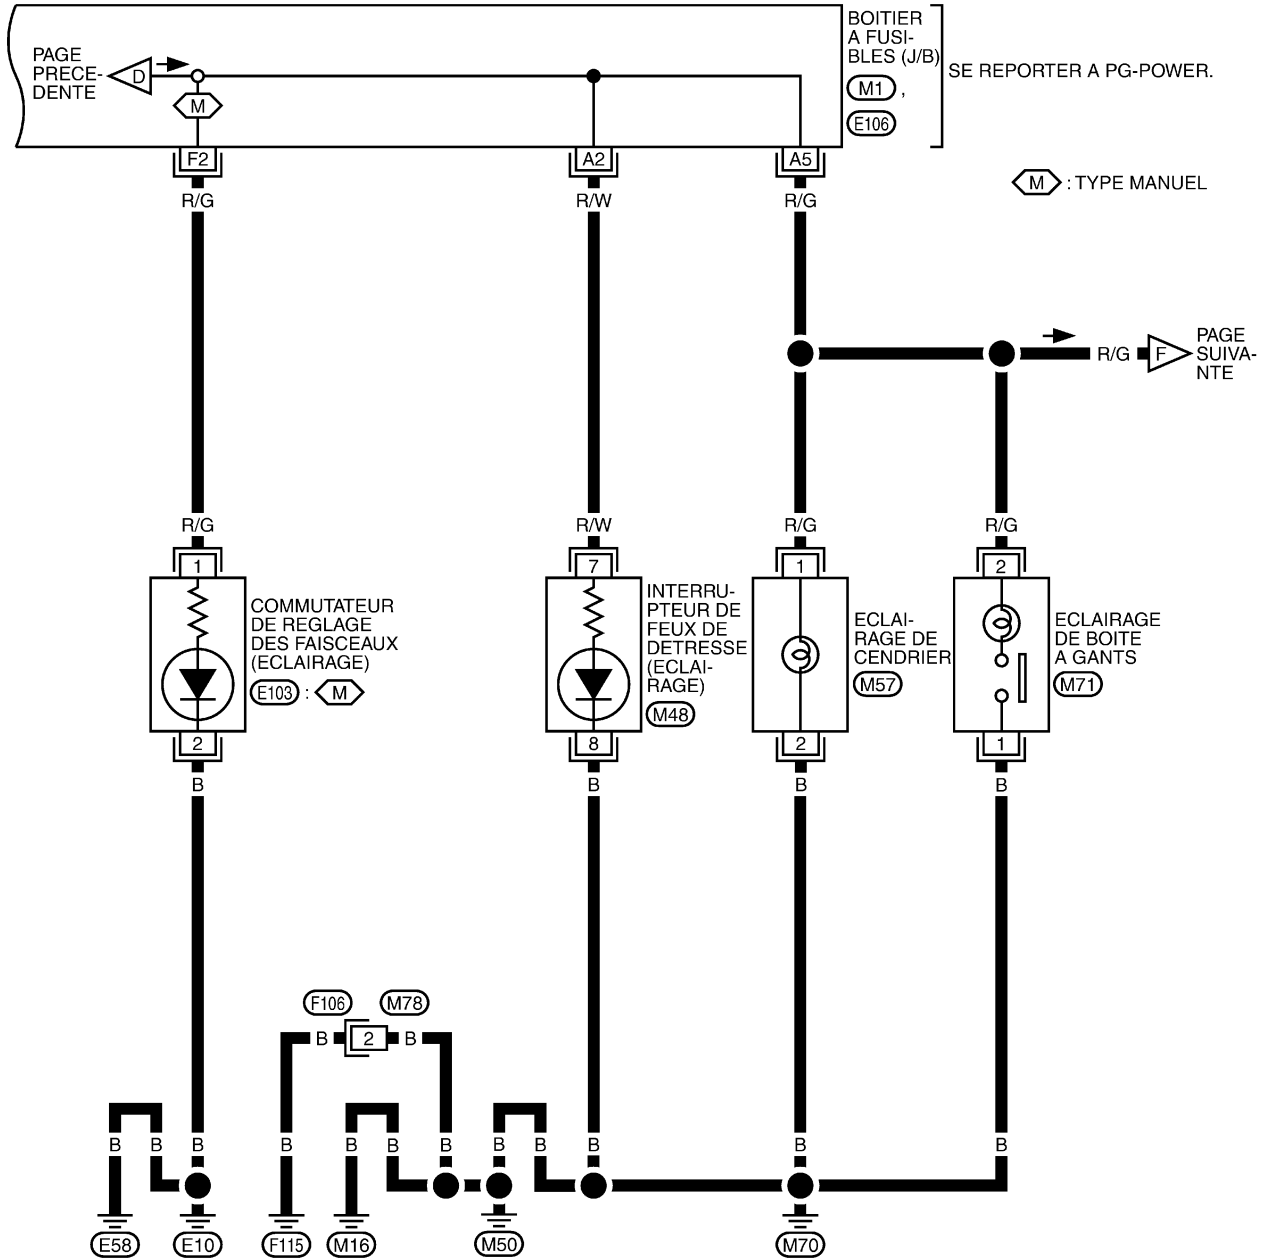 PAGE
PRECE-
DENTE
D
M
BOITIER
A FUSI-
BLES (J/B)
M1 ,
E106
SE REPORTER A PG-POWER.
F2
A2
A5
M : TYPE MANUEL
R/G
R/W
R/G
R/G
F
PAGE
SUIVA-
NTE
R/G
R/W
R/G
R/G
1
7
1
2
COMMUTATEUR
DE REGLAGE
DES FAISCEAUX
(ECLAIRAGE)
E103 : M
INTERRU-
PTEUR DE
FEUX DE
DETRESSE
(ECLAI-
RAGE)
M48
ECLAI-
RAGE DE
CENDRIER
M57
ECLAIRAGE
DE BOITE
A GANTS
M71
2
8
2
1
B
B
B
B
F106
M78
B
2
B
B
B
B
B
B
B
B
B
B
B
B
B
E58
E10
F115
M16
M50
M70